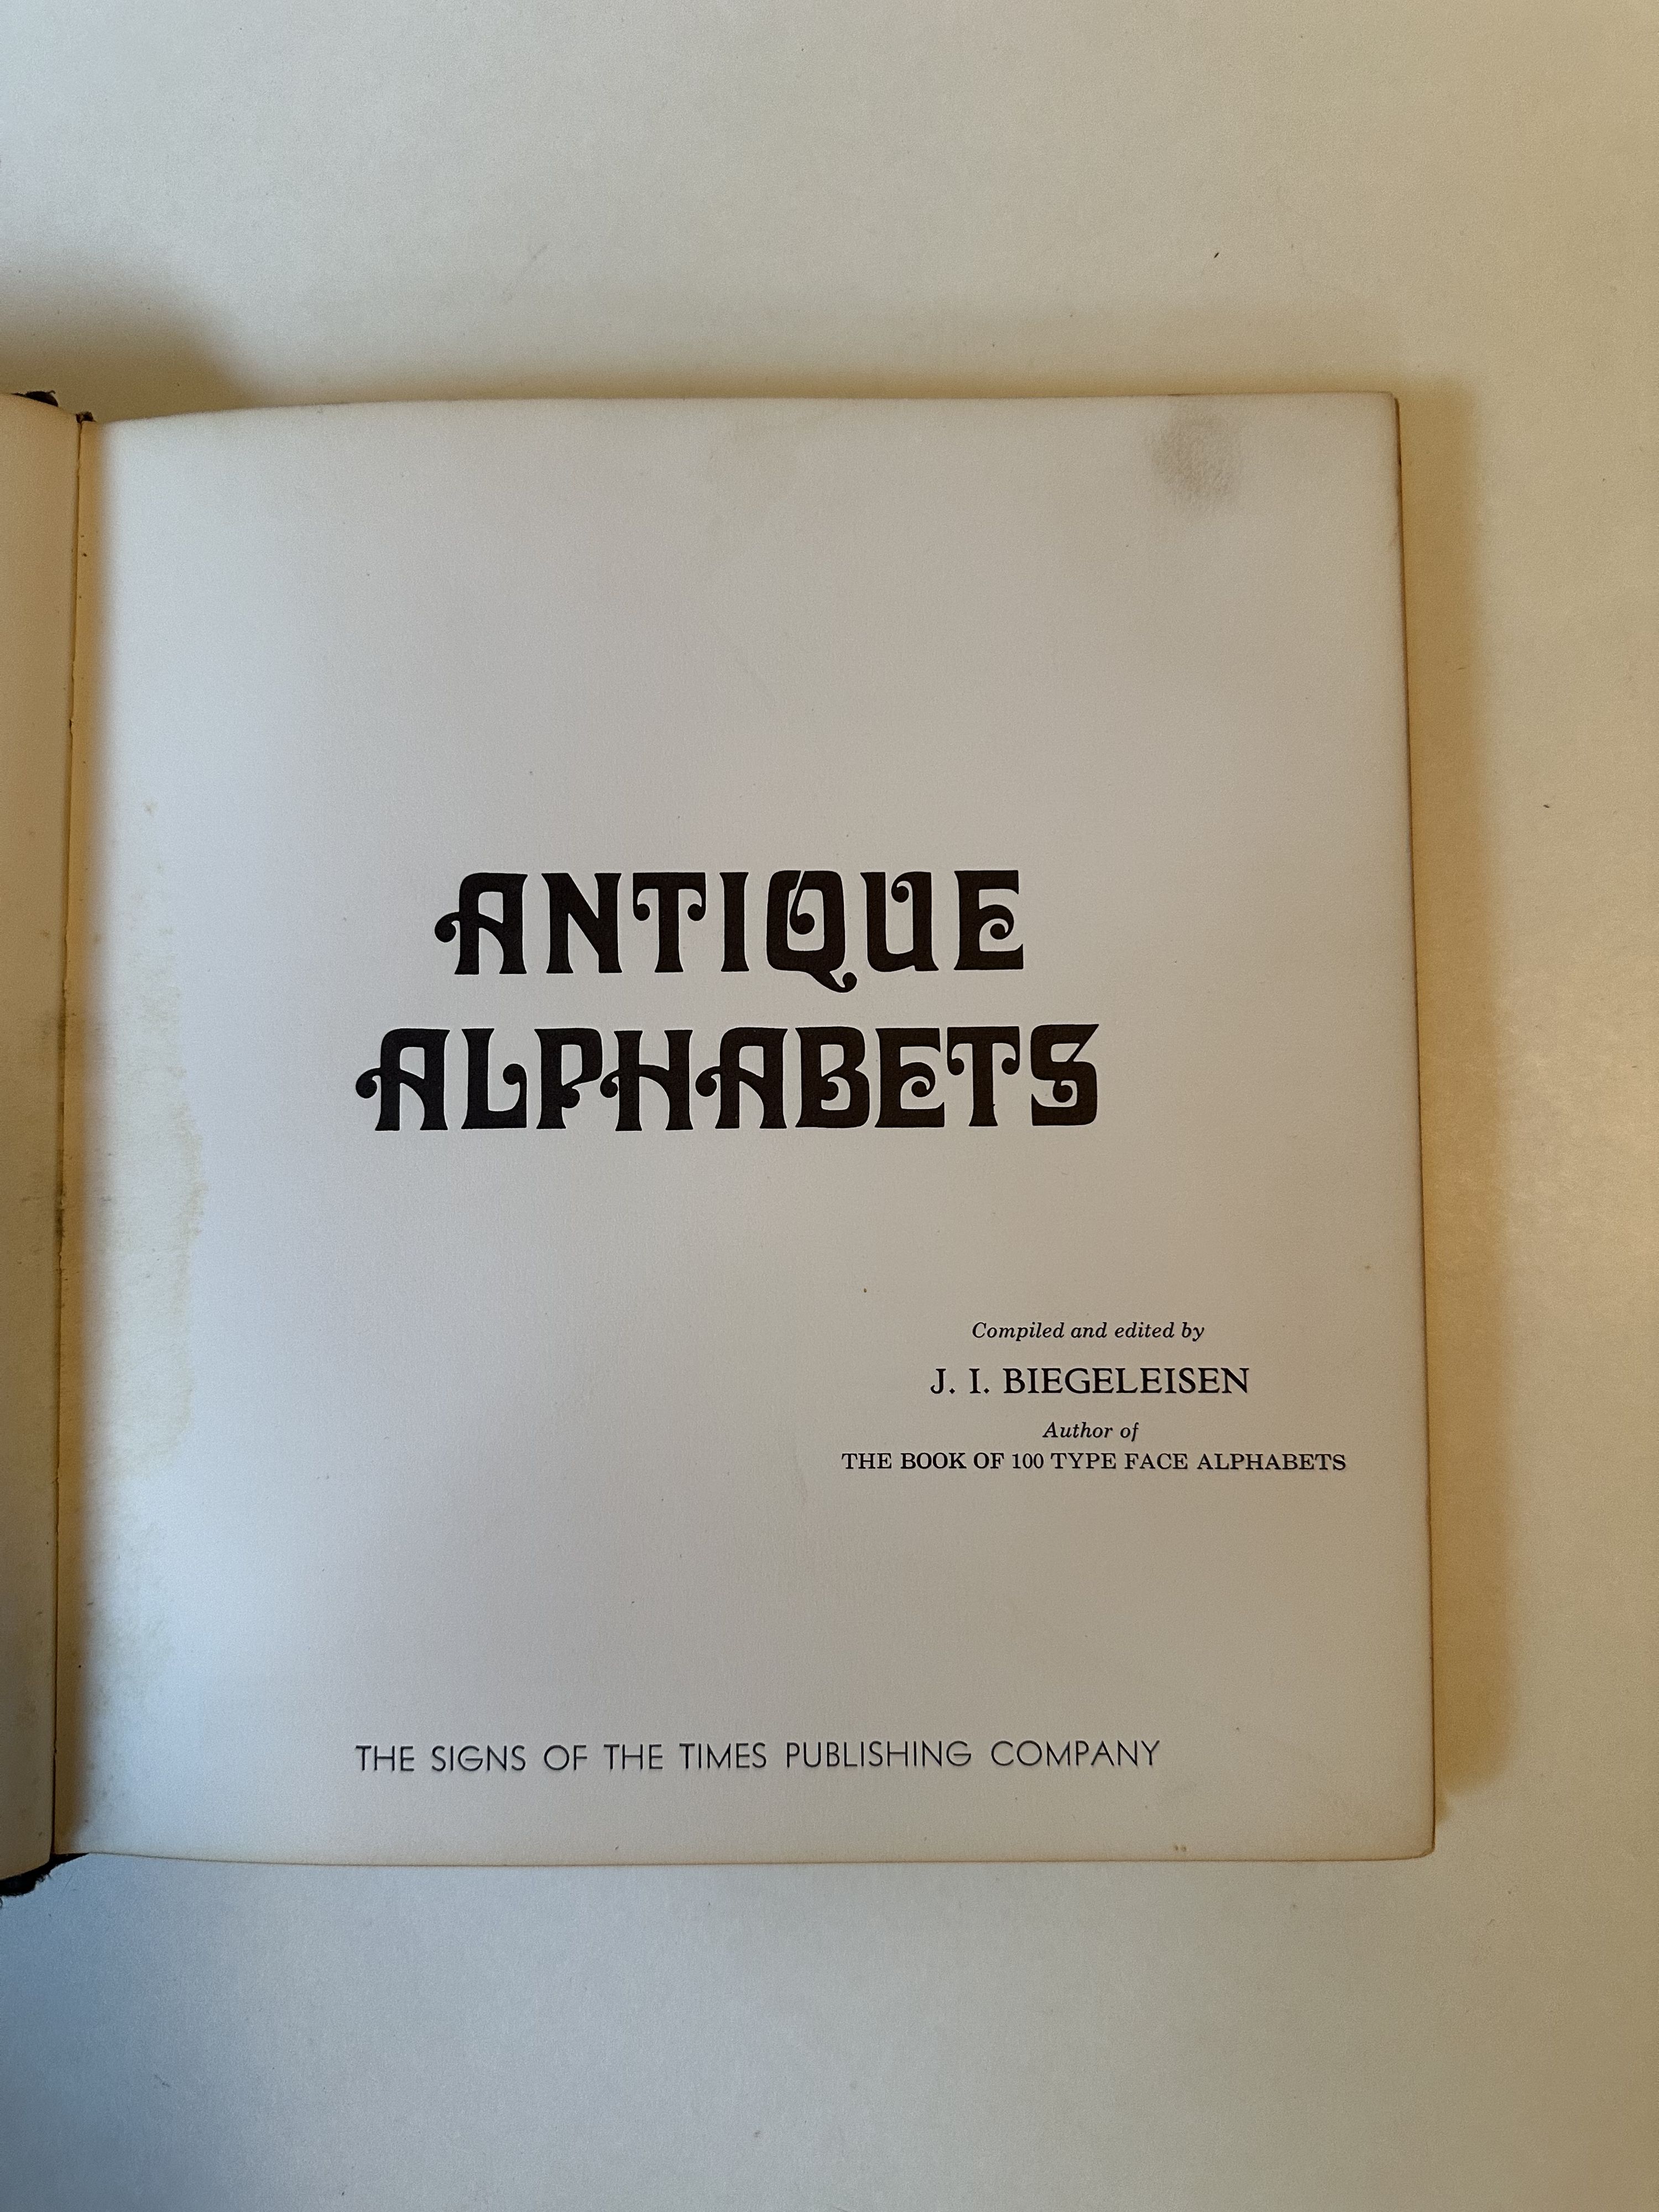 ANTIQUE
ALPHABETS
Compiled and edited by
J. I. BIEGELEISEN
Author of
THE BOOK OF 100 TYPE FACE ALPHABETS
THE SIGNS OF THE TIMES PUBLISHING COMPANY